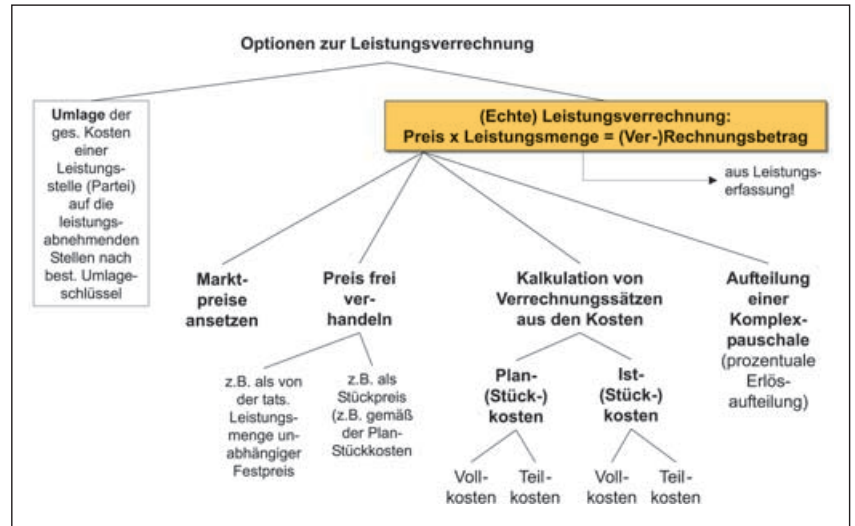 Optionen zur Leistungsverrechnung
Umlage der
ges. Kosten
einer
Leistungs-
stelle (Partei)
auf die
leistungs-
abnehmenden
Stellen nach
best. Umlage-
schlüssel
(Echte) Leistungsverrechnung:
Preis x Leistungsmenge = (Ver-)Rechnungsbetrag
aus Leistungs-
erfassung!
Markt-
preise
ansetzen
Preis frei
ver-
handeln
z.B. als von
der tats.
Leistungs-
menge un-
abhängiger
Festpreis
z.B. als
Stückpreis
(z.B. gemäß
der Plan-
Stückkosten
Kalkulation von
Verrechnungssätzen
aus den Kosten
Plan-
(Stück-)
kosten
Ist-
(Stück-)
kosten
Voll-
kosten
Teil-
kosten
Voll-
kosten
Teil-
kosten
Aufteilung
einer
Komplex-
pauschale
(prozentuale
Erlös-
aufteilung)